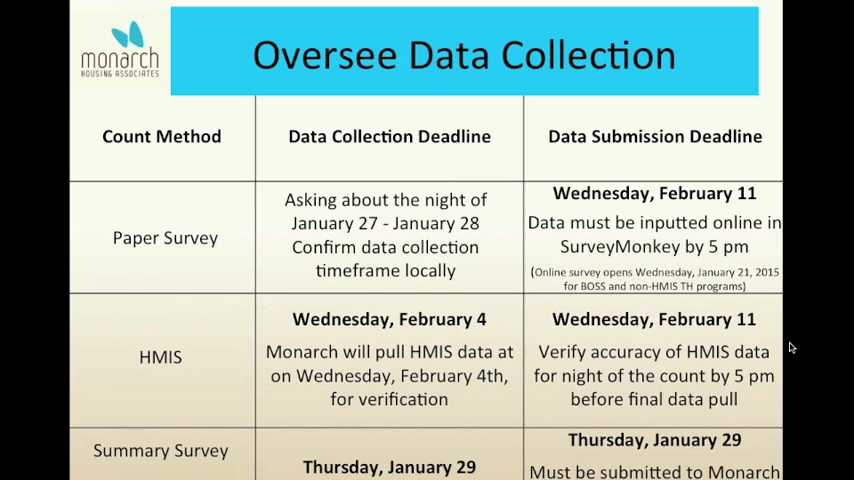 monarch
HOUSING ASSOCIATES
Oversee Data Collection
Count Method
Data Collection Deadline
Data Submission Deadline
Paper Survey
Asking about the night of
January 27 - January 28
Confirm data collection
timeframe locally
Wednesday, February 11
Data must be inputted online in
SurveyMonkey by 5 pm
(Online survey opens Wednesday, January 21, 2015
for BOSS and non-HMIS TH programs)
HMIS
Wednesday, February 4
Monarch will pull HMIS data at
on Wednesday, February 4th,
for verification
Wednesday, February 11
Verify accuracy of HMIS data
for night of the count by 5 pm
before final data pull
Summary Survey
Thursday, January 29
Thursday, January 29
Must be submitted to Monarch